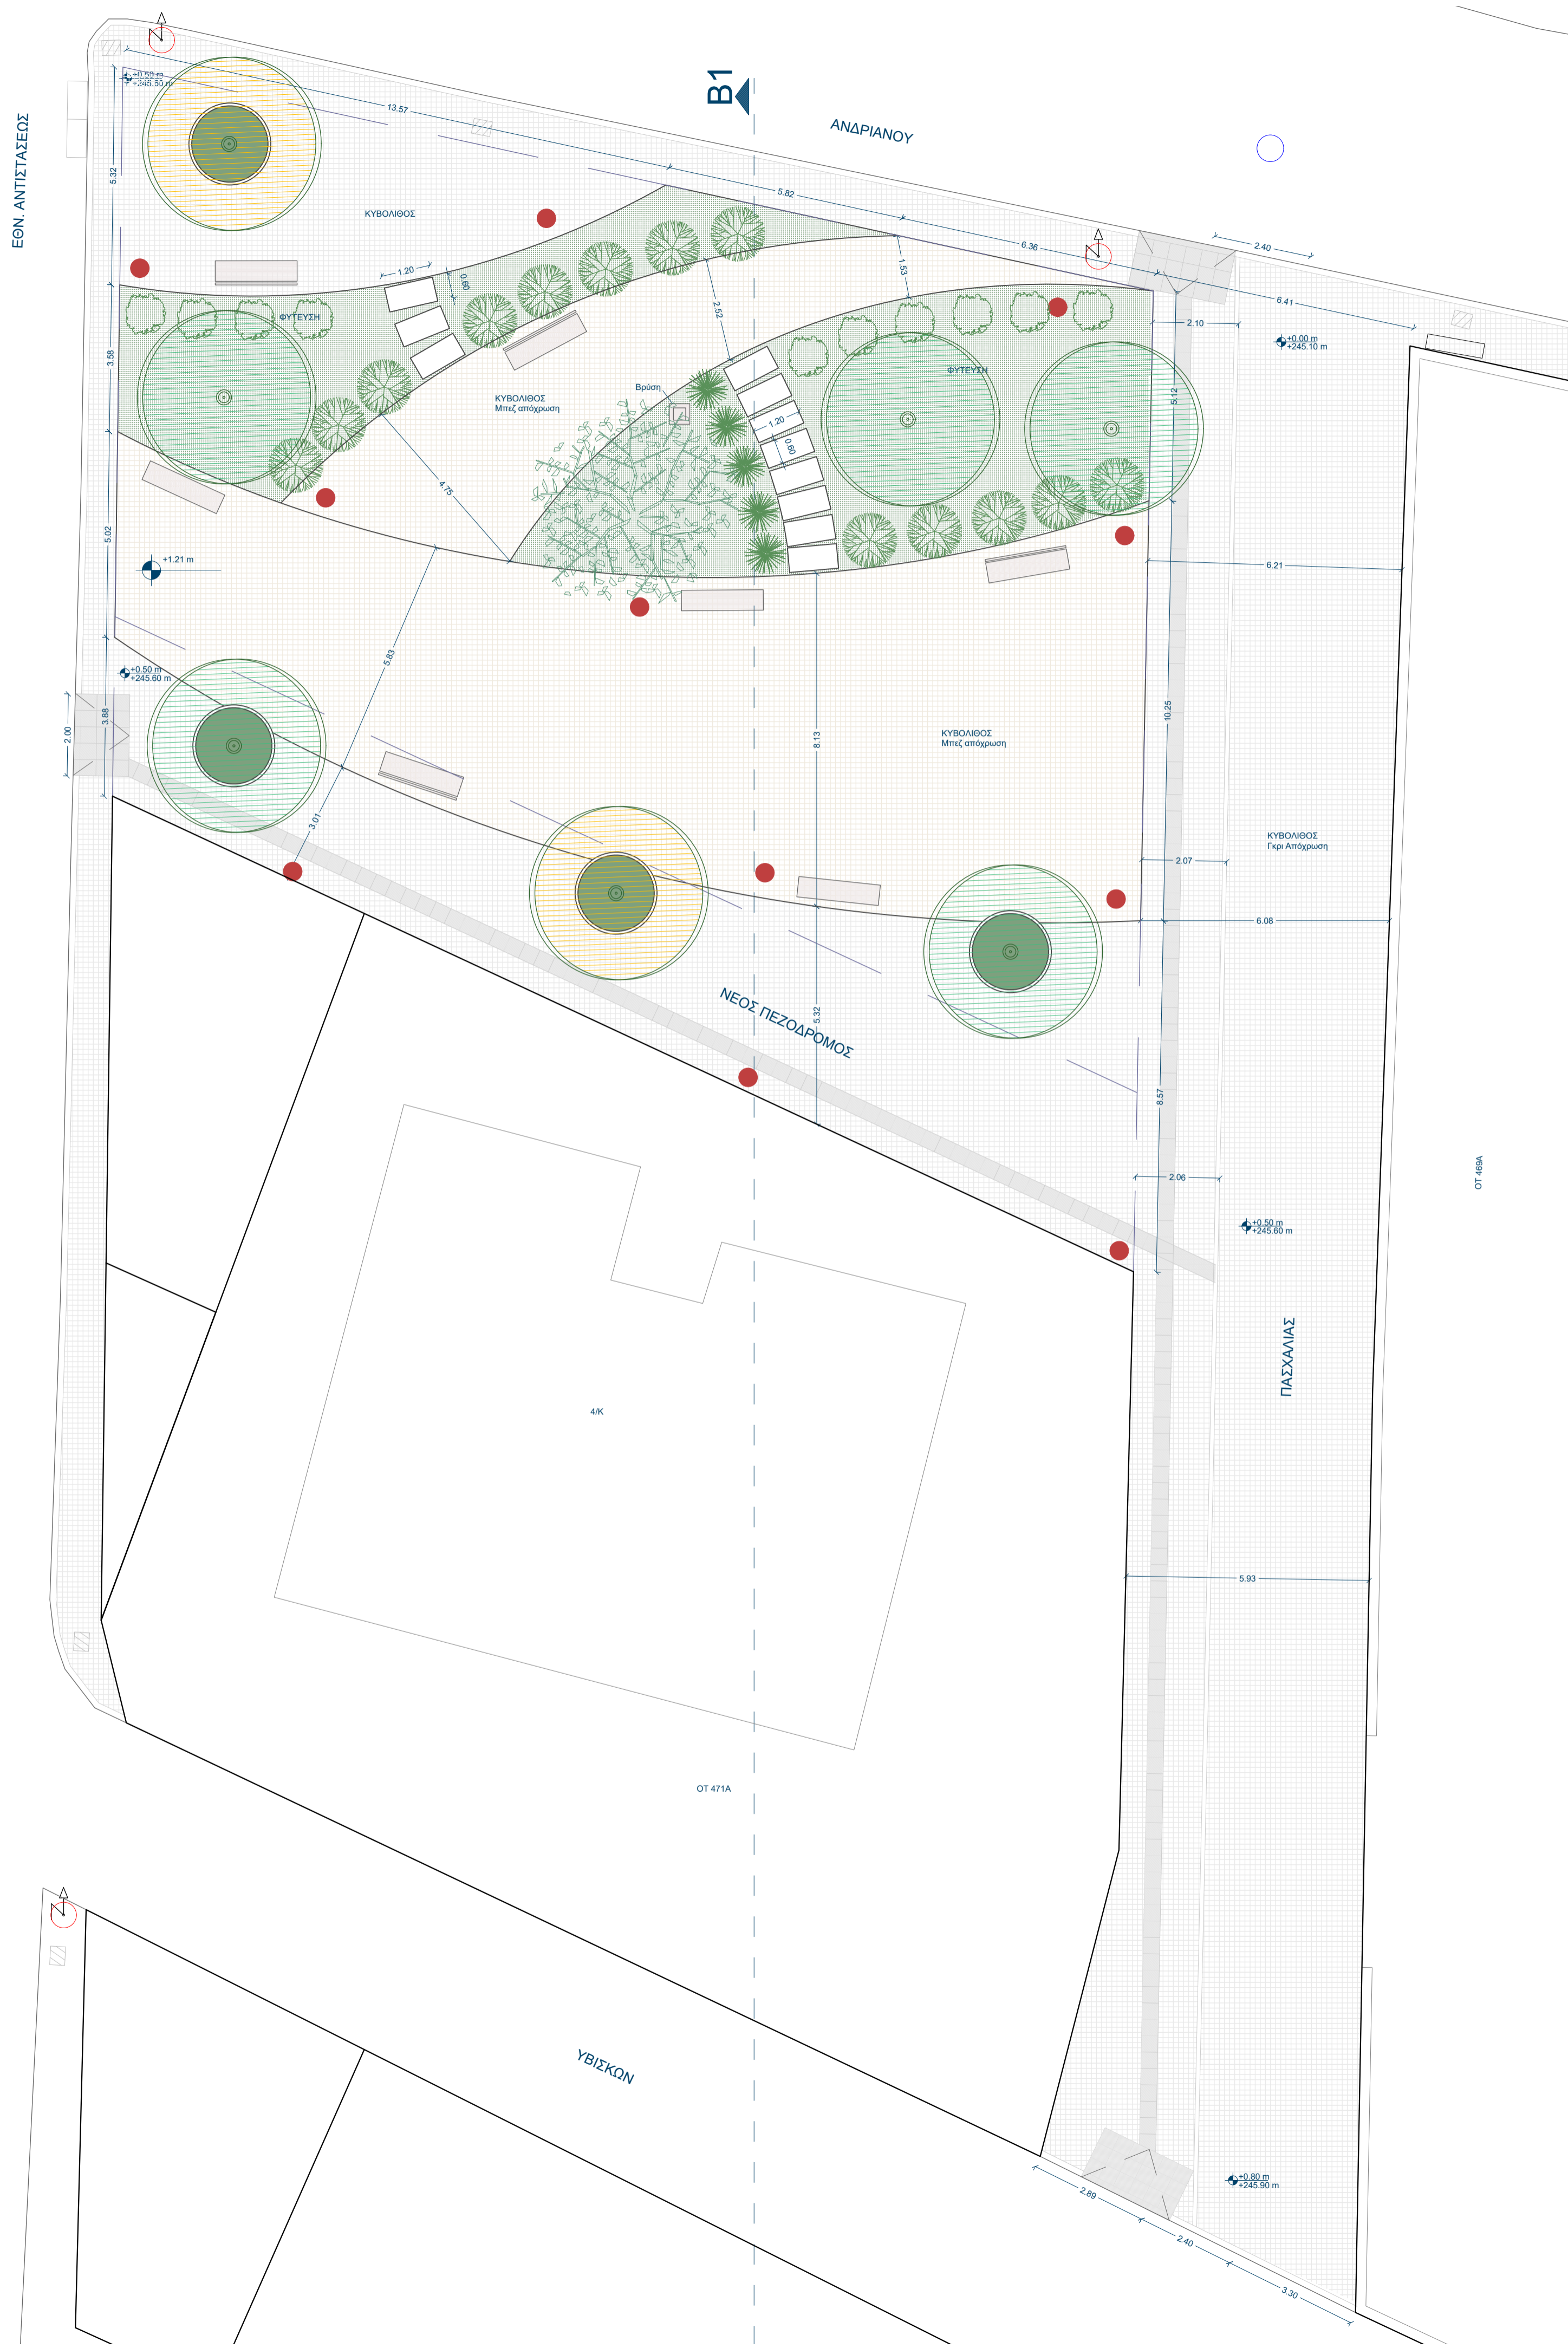 B1
ΑΝΔΡΙΑΝΟΥ
ΕΘΝ. ΑΝΤΙΣΤΑΣΕΩΣ
+0.50 m
+245.60 m
13.57
5.82
6.36
2.40
6.41
5.32
ΚΥΒΟΛΙΘΟΣ
1.20
0.60
1.53
2.52
2.10
+0.00 m
+245.10 m
ΦΥΤΕΥΣΗ
3.58
ΦΥΤΕΥΣΗ
5.12
Βρύση
ΚΥΒΟΛΙΘΟΣ
Μπεζ απόχρωση
1.20
0.60
4.75
5.02
+1.21 m
6.21
5.83
+0.50 m
+245.60 m
3.88
2.00
8.13
10.25
ΚΥΒΟΛΙΘΟΣ
Μπεζ απόχρωση
3.01
ΚΥΒΟΛΙΘΟΣ
Γκρι Απόχρωση
2.07
6.08
ΝΕΟΣ ΠΕΖΟΔΡΟΜΟΣ
5.32
8.57
2.06
+0.50 m
+245.60 m
ΟΤ 469Α
ΠΑΣΧΑΛΙΑΣ
4/Κ
5.93
ΟΤ 471Α
ΥΒΙΣΚΩΝ
+0.80 m
+245.90 m
2.89
2.40
3.30